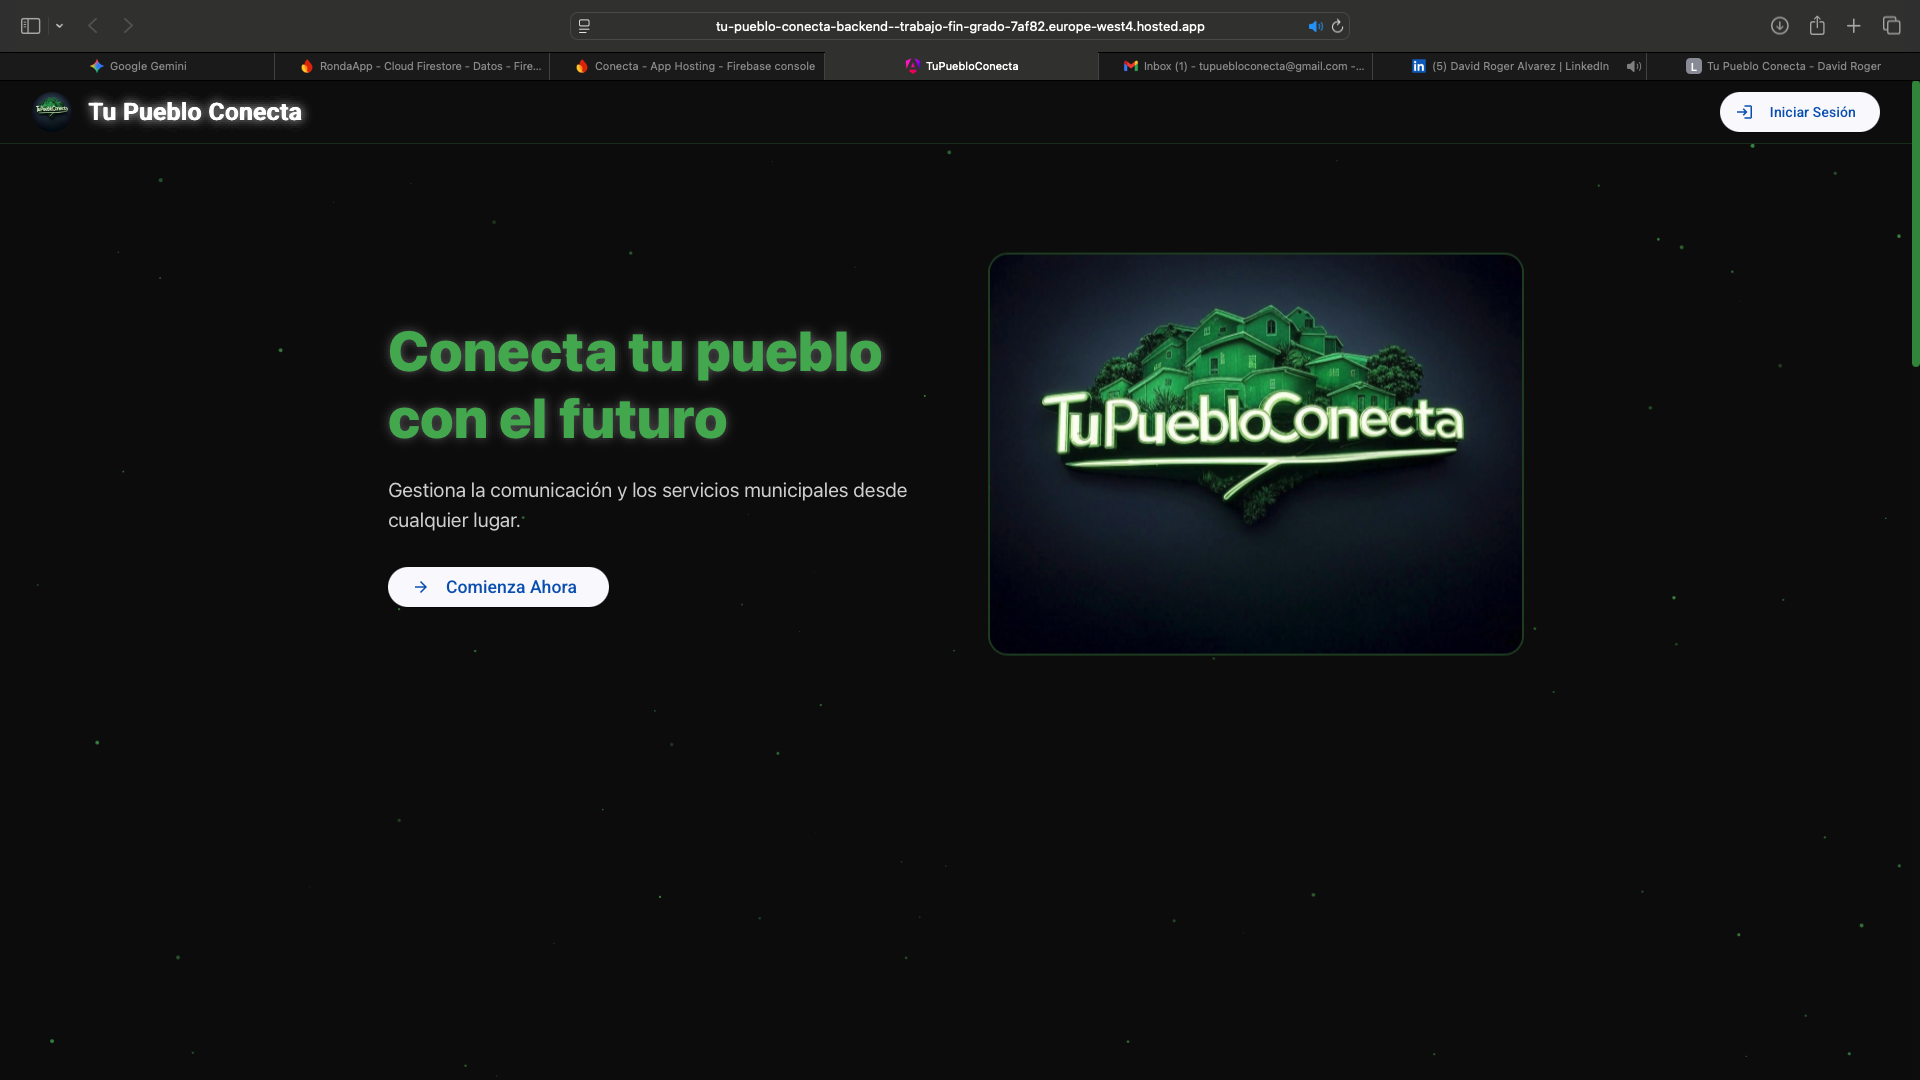 tu-pueblo-conecta-backend--trabajo-fin-grado-7af82.europe-west4.hosted.app
Google Gemini
RondaApp - Cloud Firestore - Datos - Fire...
Conecta - App Hosting - Firebase console
TuPuebloConecta
Inbox (1) - tupuebloconecta@gmail.com -...
in (5) David Roger Alvarez | LinkedIn
L Tu Pueblo Conecta - David Roger
TuPuebloConecta
Tu Pueblo Conecta
Iniciar Sesión
Conecta tu pueblo
con el futuro
Gestiona la comunicación y los servicios municipales desde
cualquier lugar.
Comienza Ahora
TuPuebloConecta